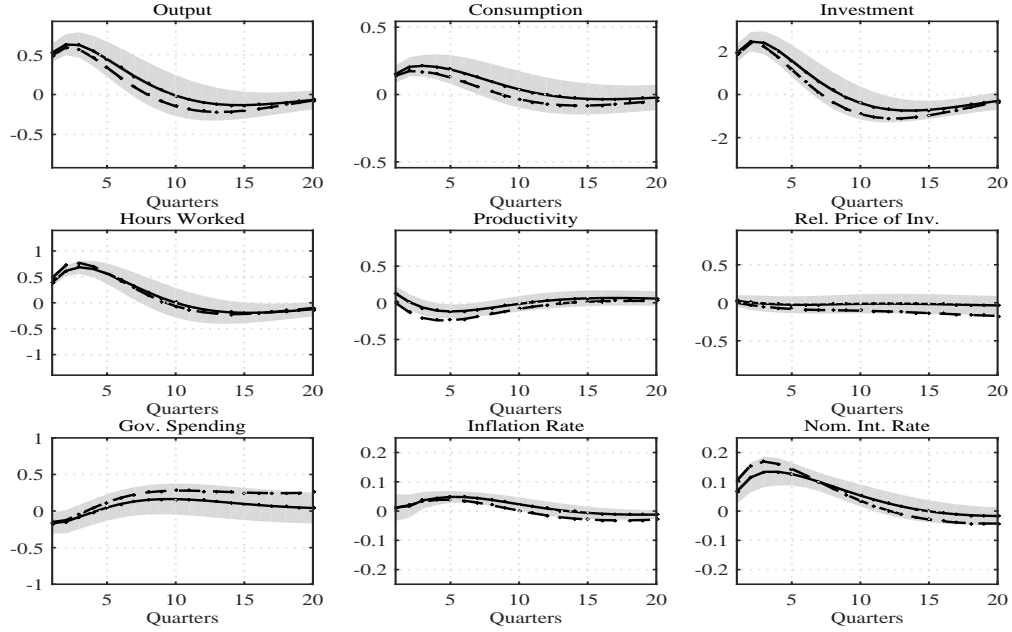 Output
Consumption
Investment
0.5
0
-0.5
0.5
0
-0.5
2
0
-2
5 10 15 20
5 10 15 20
5 10 15 20
Quarters
Quarters
Quarters
Hours Worked
Productivity
Rel. Price of Inv.
1
0.5
0
-0.5
-1
0.5
0
-0.5
0.5
0
-0.5
5 10 15 20
5 10 15 20
5 10 15 20
Quarters
Quarters
Quarters
Gov. Spending
Inflation Rate
Nom. Int. Rate
1
0.5
0
-0.5
-1
0.2
0.1
0
-0.1
-0.2
0.2
0.1
0
-0.1
-0.2
5 10 15 20
5 10 15 20
5 10 15 20
Quarters
Quarters
Quarters